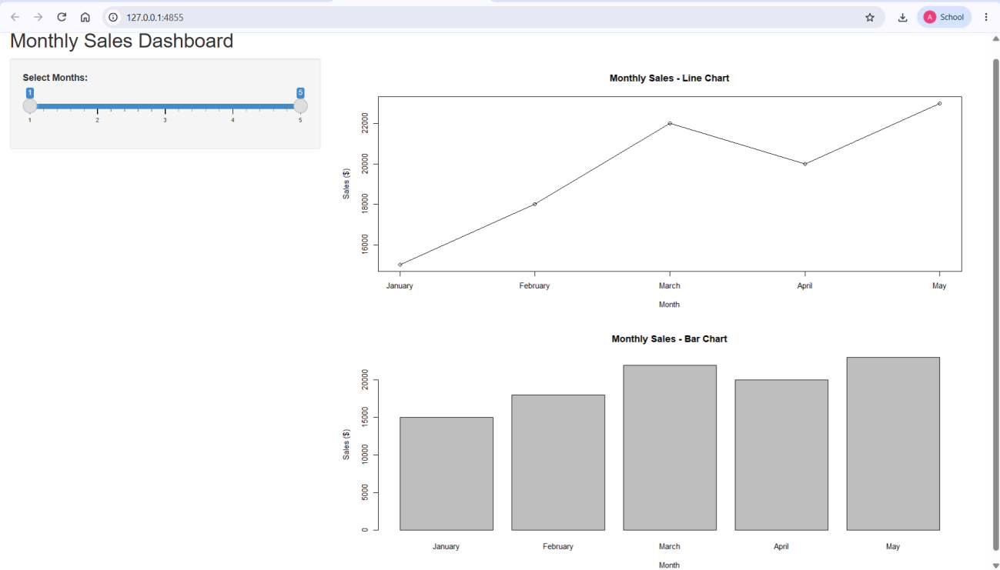 127.0.0.1:4855
A School
Monthly Sales Dashboard
Select Months:
1 5
1 2 3 4 5
Monthly Sales - Line Chart
22000
20000
18000
16000
Sales ($)
January February March April May
Month
Monthly Sales - Bar Chart
20000
15000
10000
5000
0
Sales ($)
January February March April May
Month